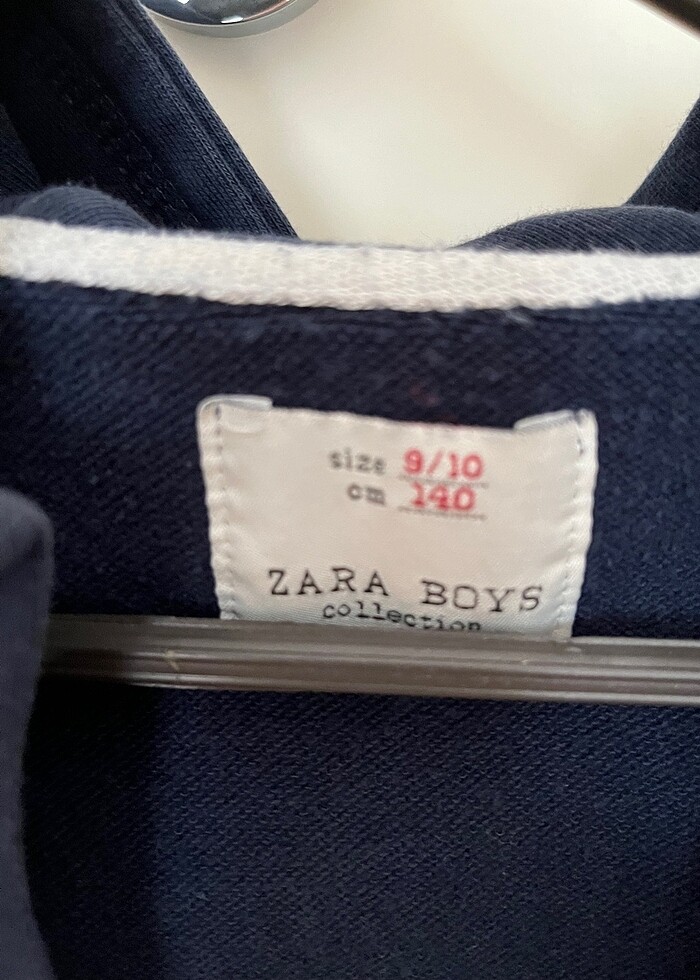 size 9/10
cm 140
ZARA BOYS
collection